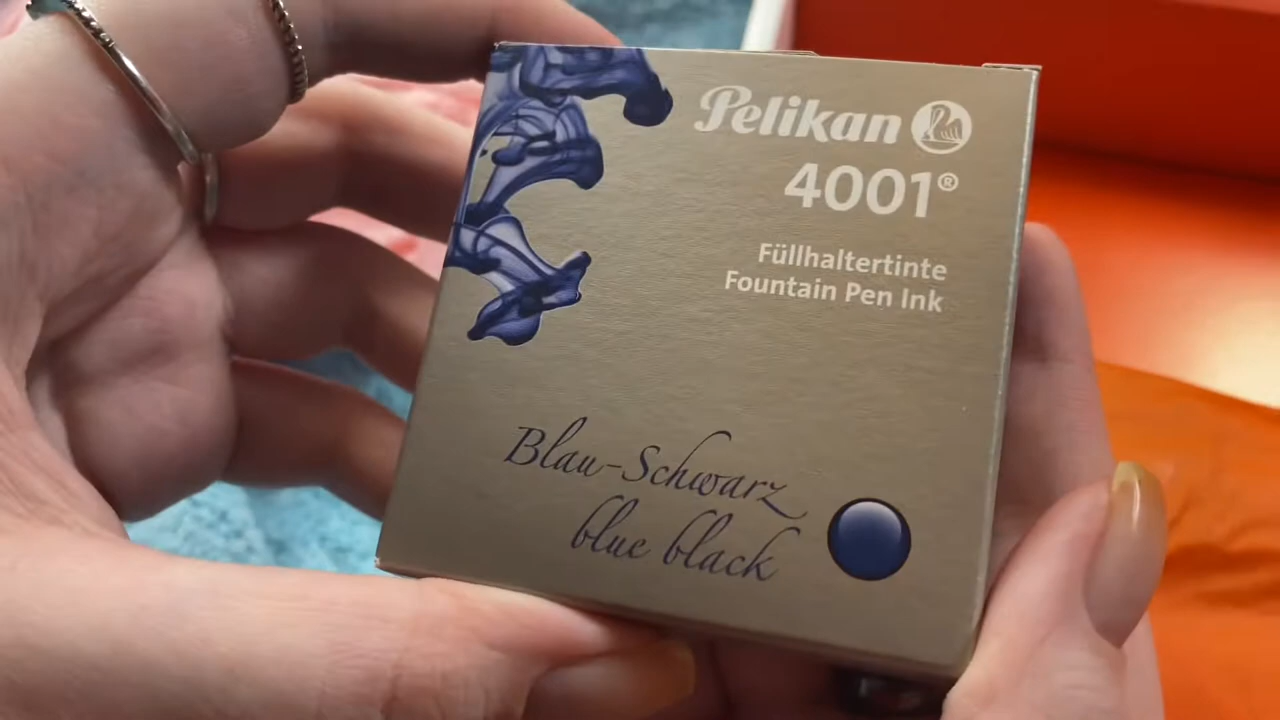 Pelikan
4001®
Füllhaltertinte
Fountain Pen Ink
Blau-Schwarz
blue black